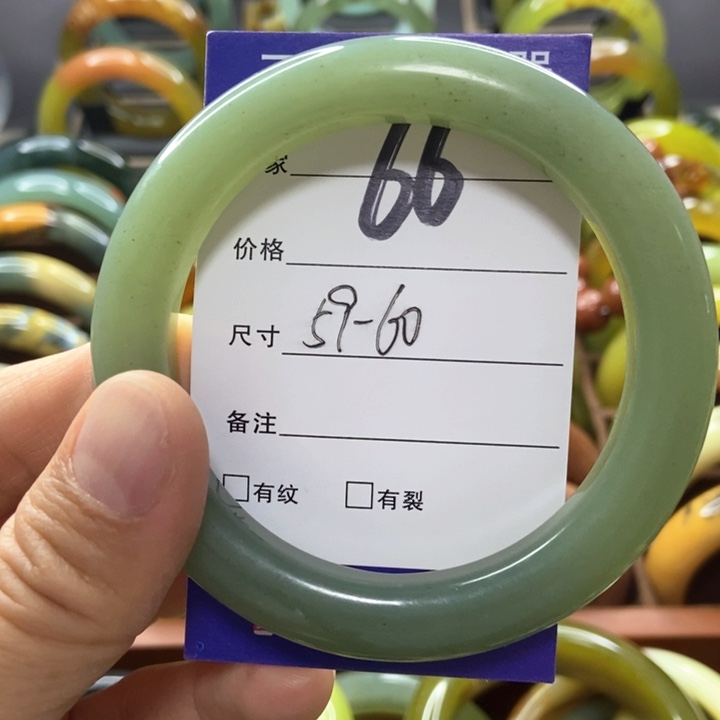 家 66
价格
尺寸 59-60
备注
□有纹 □有裂